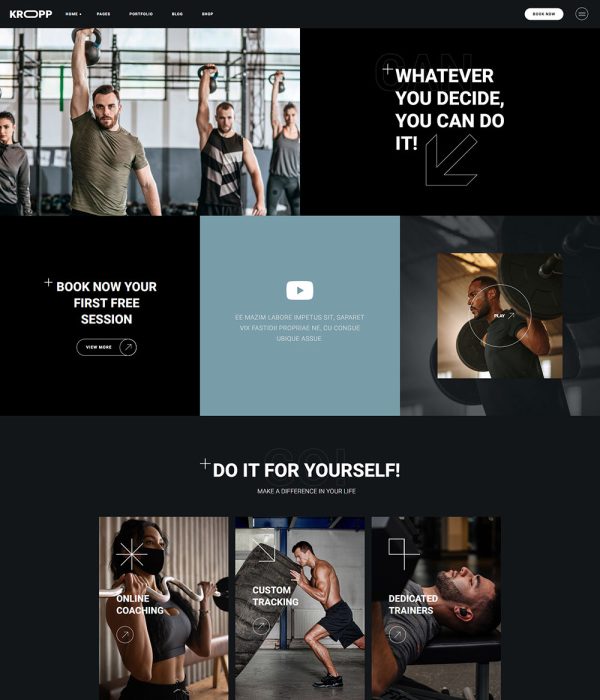 KROPP
HOME
PAGES
PORTFOLIO
BLOG
SHOP
BOOK NOW
CAN
WHATEVER
YOU DECIDE,
YOU CAN DO
IT!
BOOK NOW YOUR
FIRST FREE
SESSION
VIEW MORE
EE MAZIM LABORE IMPETUS SIT, SAPARET
VIX FASTIDII PROPRIAE NE, CU CONGUE
UBIQUE ASSUE.
PLAY
GO!
DO IT FOR YOURSELF!
MAKE A DIFFERENCE IN YOUR LIFE
ONLINE
COACHING
CUSTOM
TRACKING
DEDICATED
TRAINERS